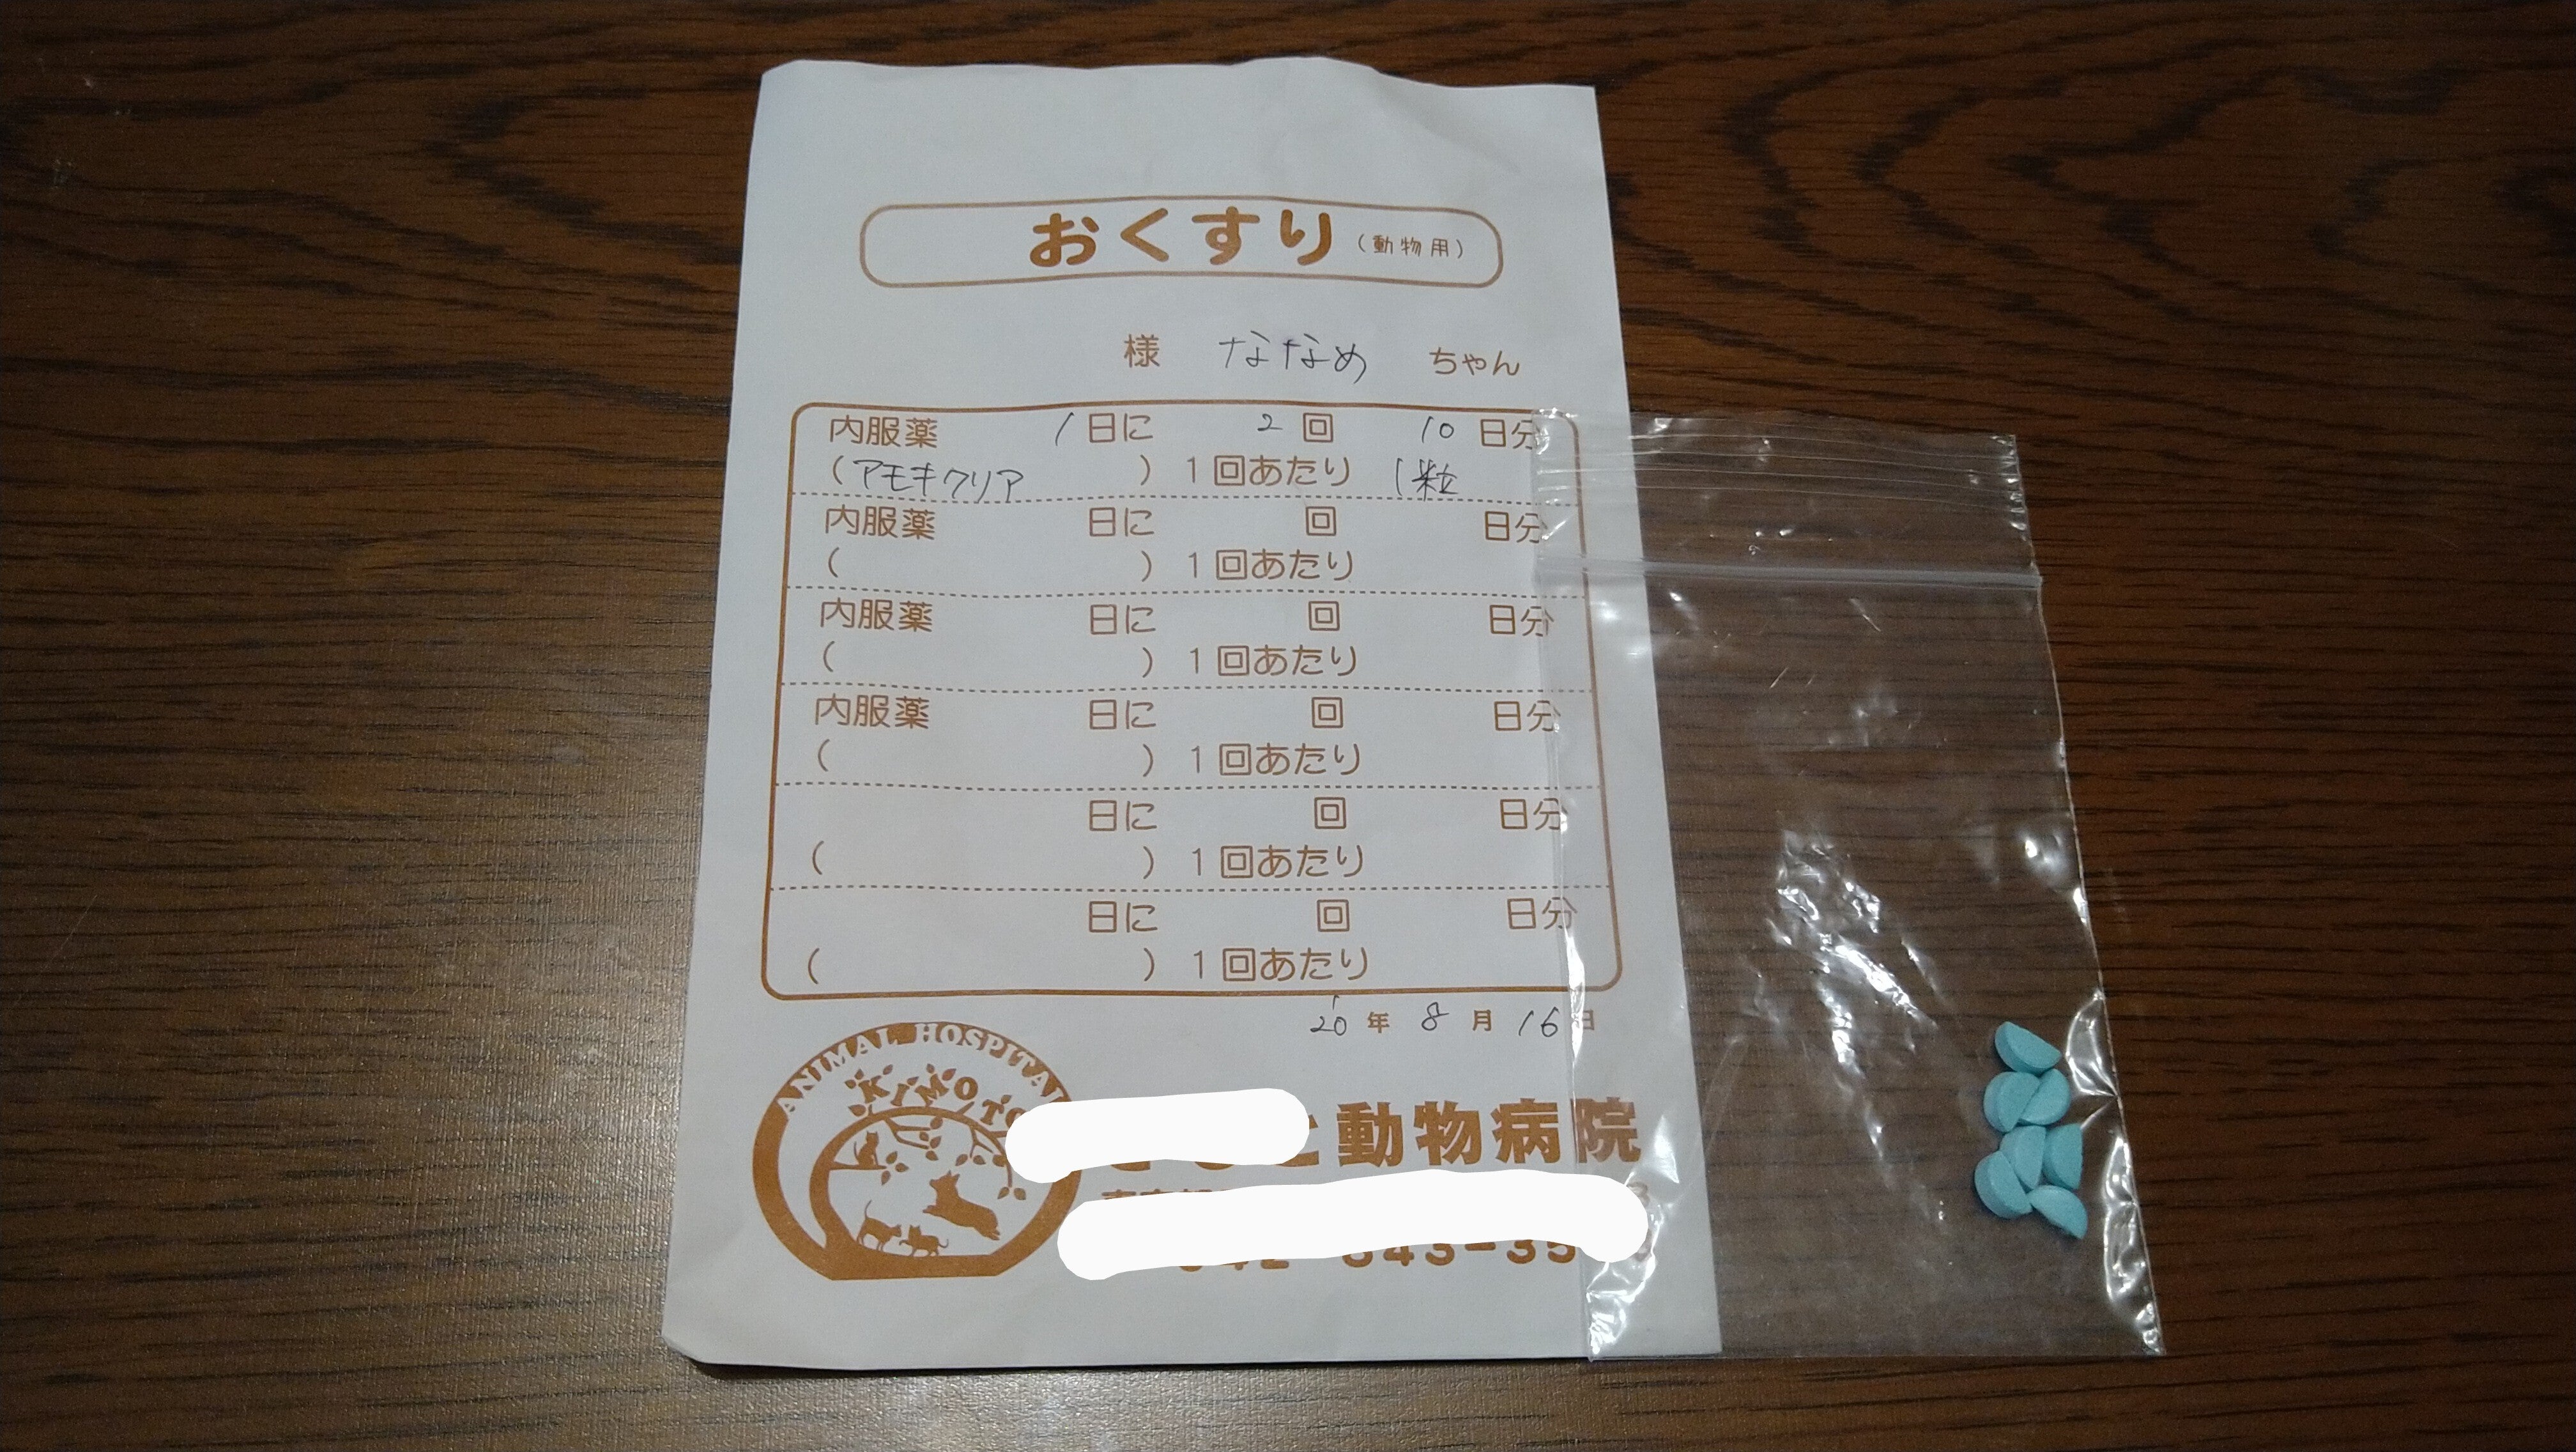 おくすり（動物用）
様 ななめ ちゃん
内服薬 1日に 2回 10日分
（アモキクリア ）1回あたり 1粒
内服薬 日に 回 日分
（ ）1回あたり
内服薬 日に 回 日分
（ ）1回あたり
内服薬 日に 回 日分
（ ）1回あたり
日に 回 日分
（ ）1回あたり
日に 回 日分
（ ）1回あたり
'20年 8月 16日
ANIMAL HOSPITAL
KIMOTO
動物病院